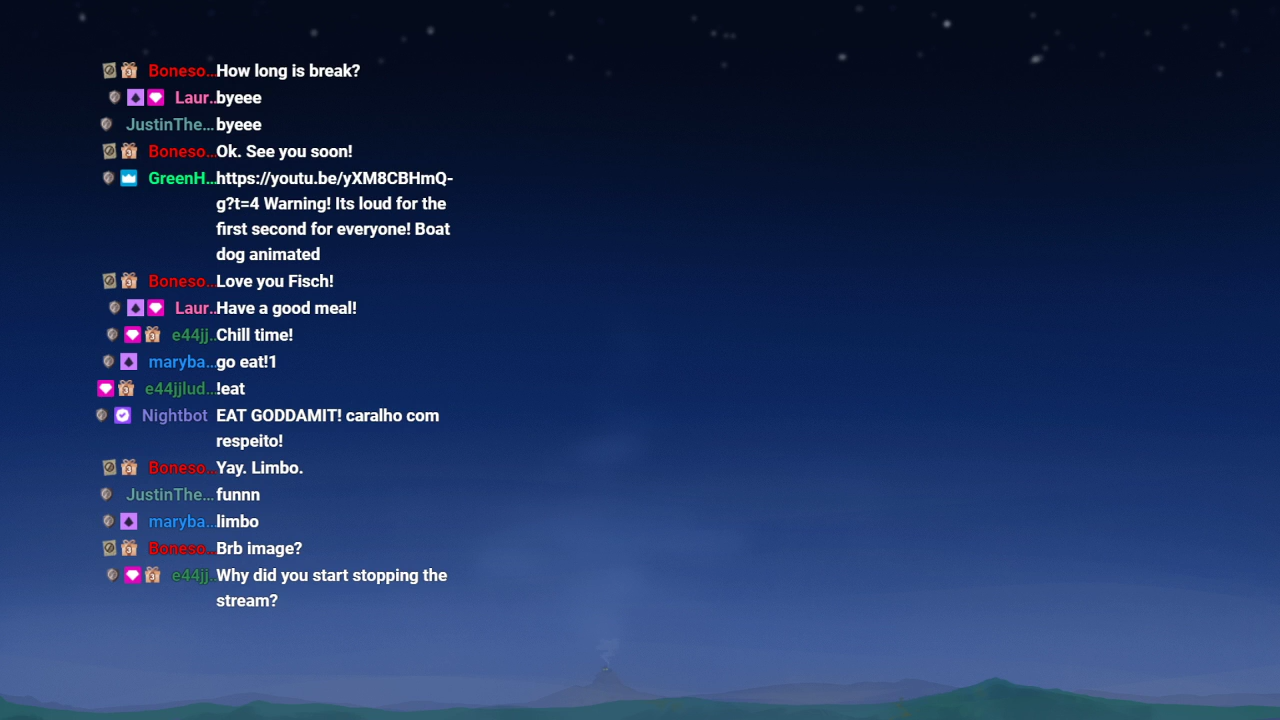 Boneso...How long is break?
Laur...byeee
JustinThe...byeee
Boneso...Ok. See you soon!
GreenH...https://youtu.be/yXM8CBHmQ-
g?t=4 Warning! Its loud for the
first second for everyone! Boat
dog animated
Boneso...Love you Fisch!
Laur...Have a good meal!
e44jj...Chill time!
maryba...go eat!1
e44jjlud...!eat
Nightbot EAT GODDAMIT! caralho com
respeito!
Boneso...Yay. Limbo.
JustinThe...funnn
maryba...limbo
Boneso...Brb image?
e44jj...Why did you start stopping the
stream?